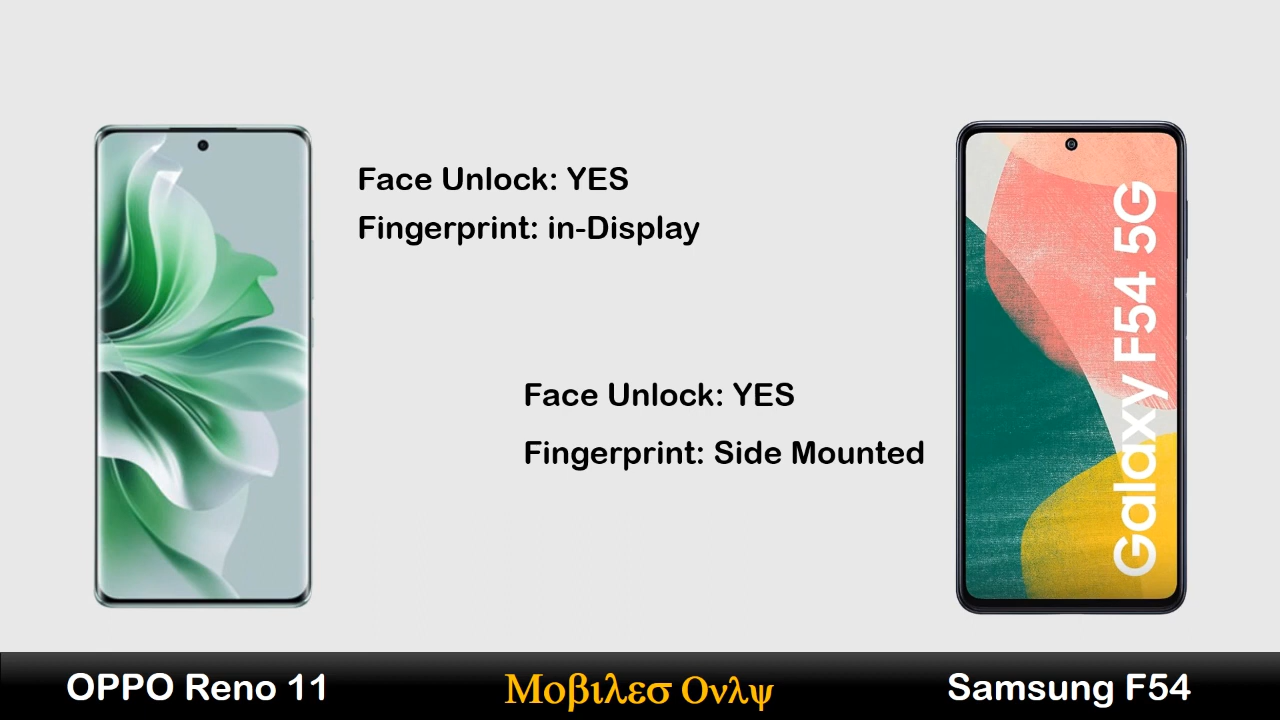 Face Unlock: YES
Fingerprint: in-Display
Face Unlock: YES
Fingerprint: Side Mounted
Galaxy F54 5G
OPPO Reno 11
Μοβιλεσ Ονλψ
Samsung F54